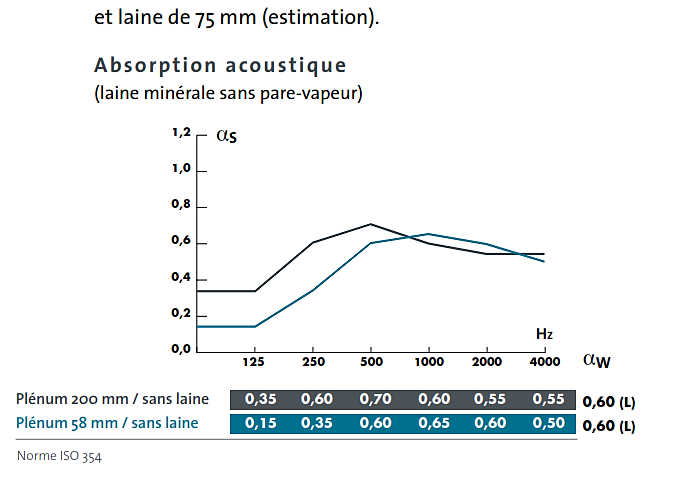 et laine de 75 mm (estimation).
Absorption acoustique
(laine minérale sans pare-vapeur)
1,2 αs
1,0
0,8
0,6
0,4
0,2
0,0
Hz
125 250 500 1000 2000 4000 αw
Plénum 200 mm / sans laine 0,35 0,60 0,70 0,60 0,55 0,55 0,60 (L)
Plénum 58 mm / sans laine 0,15 0,35 0,60 0,65 0,60 0,50 0,60 (L)
Norme ISO 354